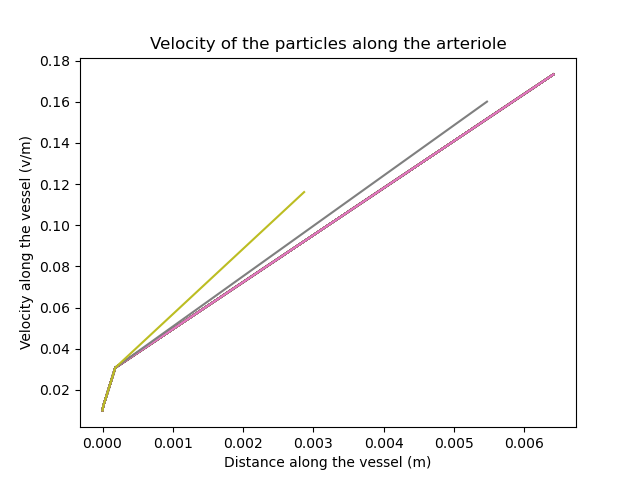 Velocity of the particles along the arteriole
Velocity along the vessel (v/m)
0.18
0.16
0.14
0.12
0.10
0.08
0.06
0.04
0.02
0.000 0.001 0.002 0.003 0.004 0.005 0.006
Distance along the vessel (m)